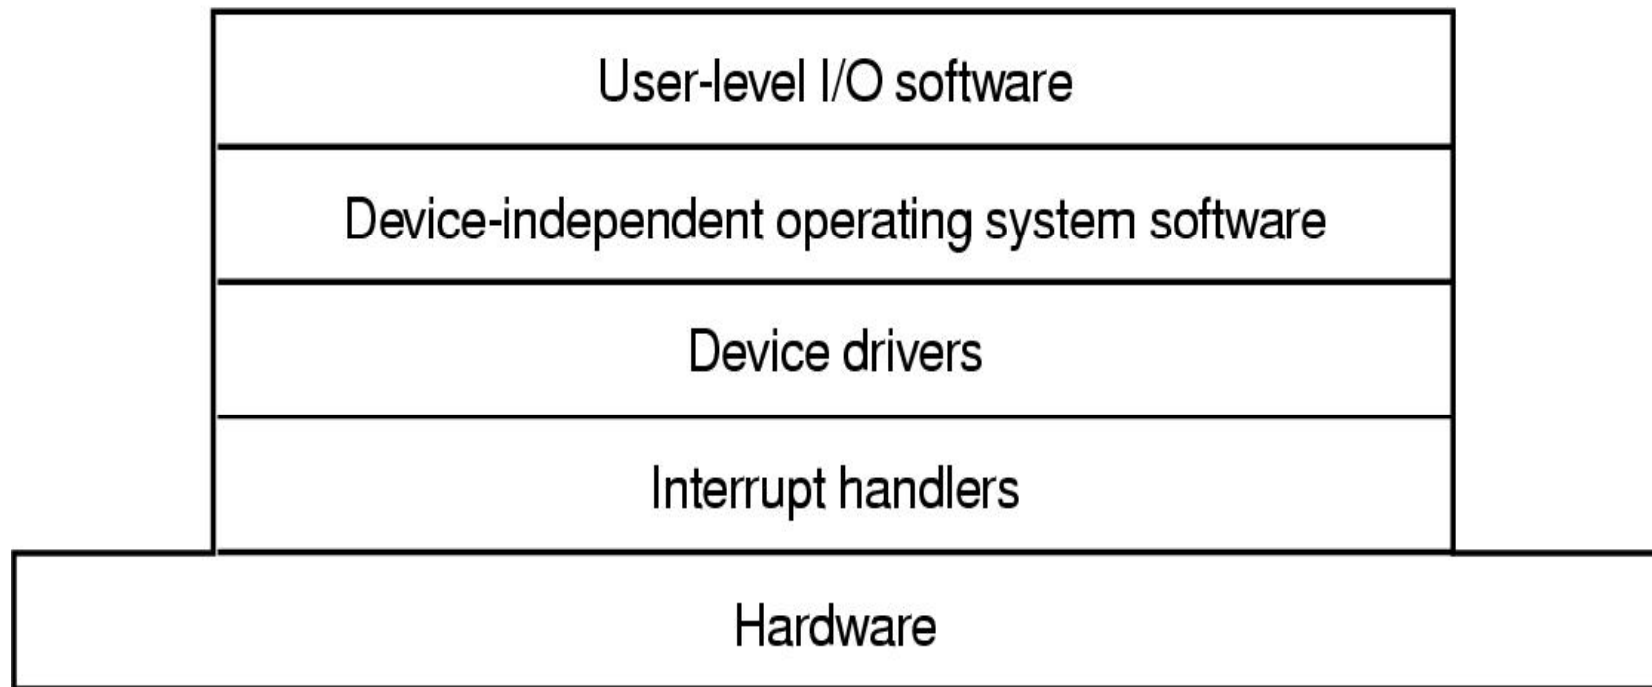 User-level I/O software
Device-independent operating system software
Device drivers
Interrupt handlers
Hardware